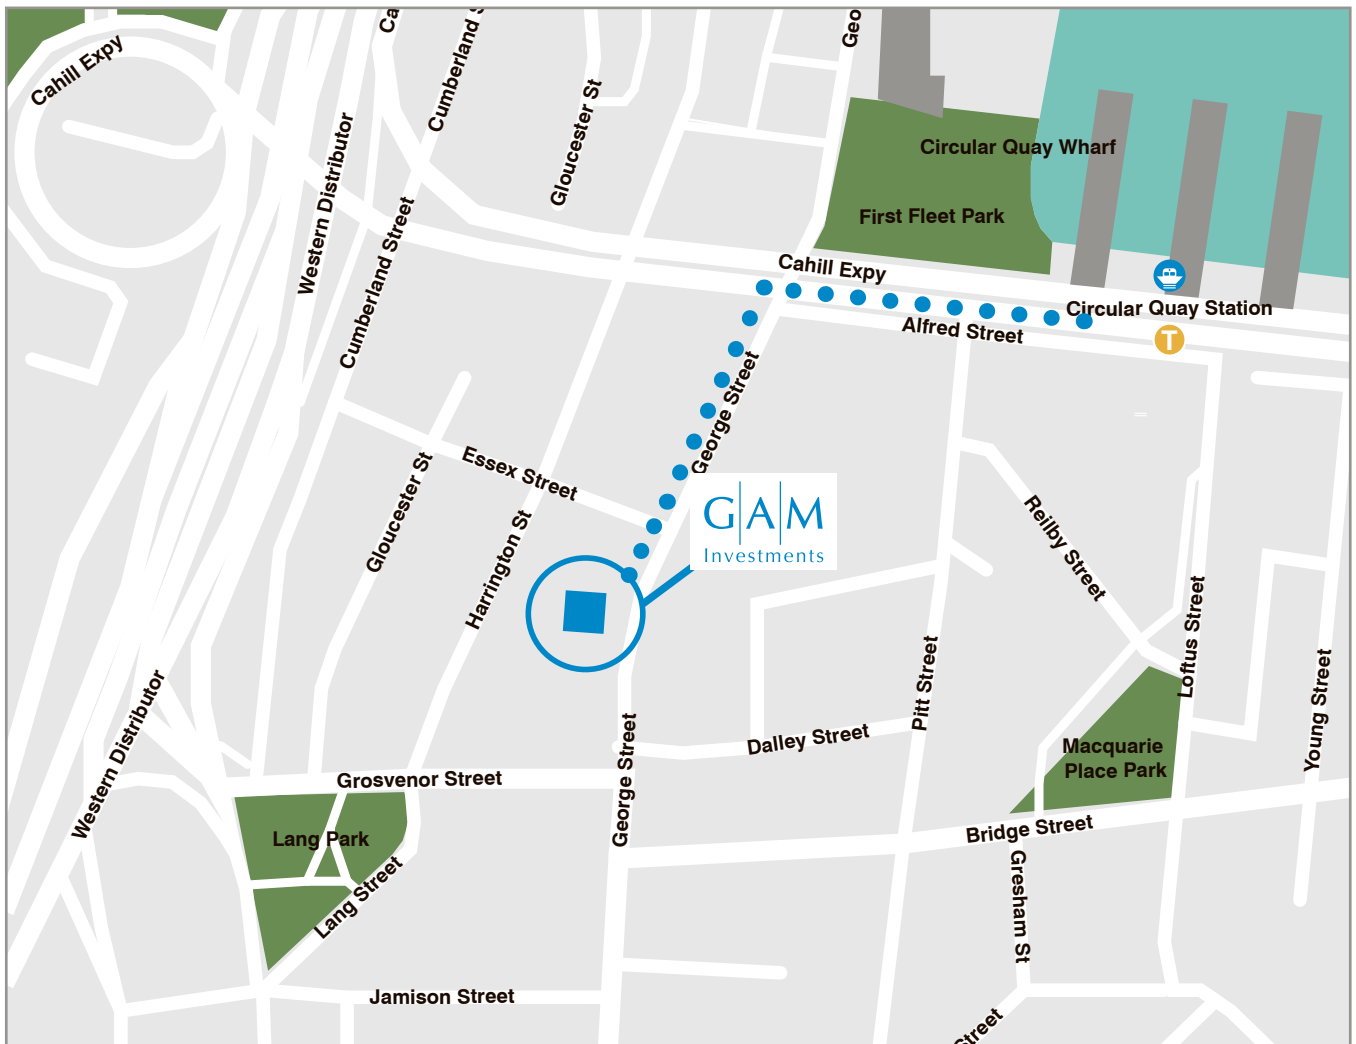 Ca
Cumberland S
Geo
Cahill Expy
Gloucester St
Western Distributor
Circular Quay Wharf
First Fleet Park
Cumberland Street
Cahill Expy
Circular Quay Station
Alfred Street
T
George Street
Essex Street
Gloucester St
Harrington St
G|A|M
Investments
Reilby Street
Loftus Street
Pitt Street
Young Street
Western Distributor
Dalley Street
George Street
Macquarie
Place Park
Grosvenor Street
Bridge Street
Lang Park
Lang Street
Gresham St
Jamison Street
Street